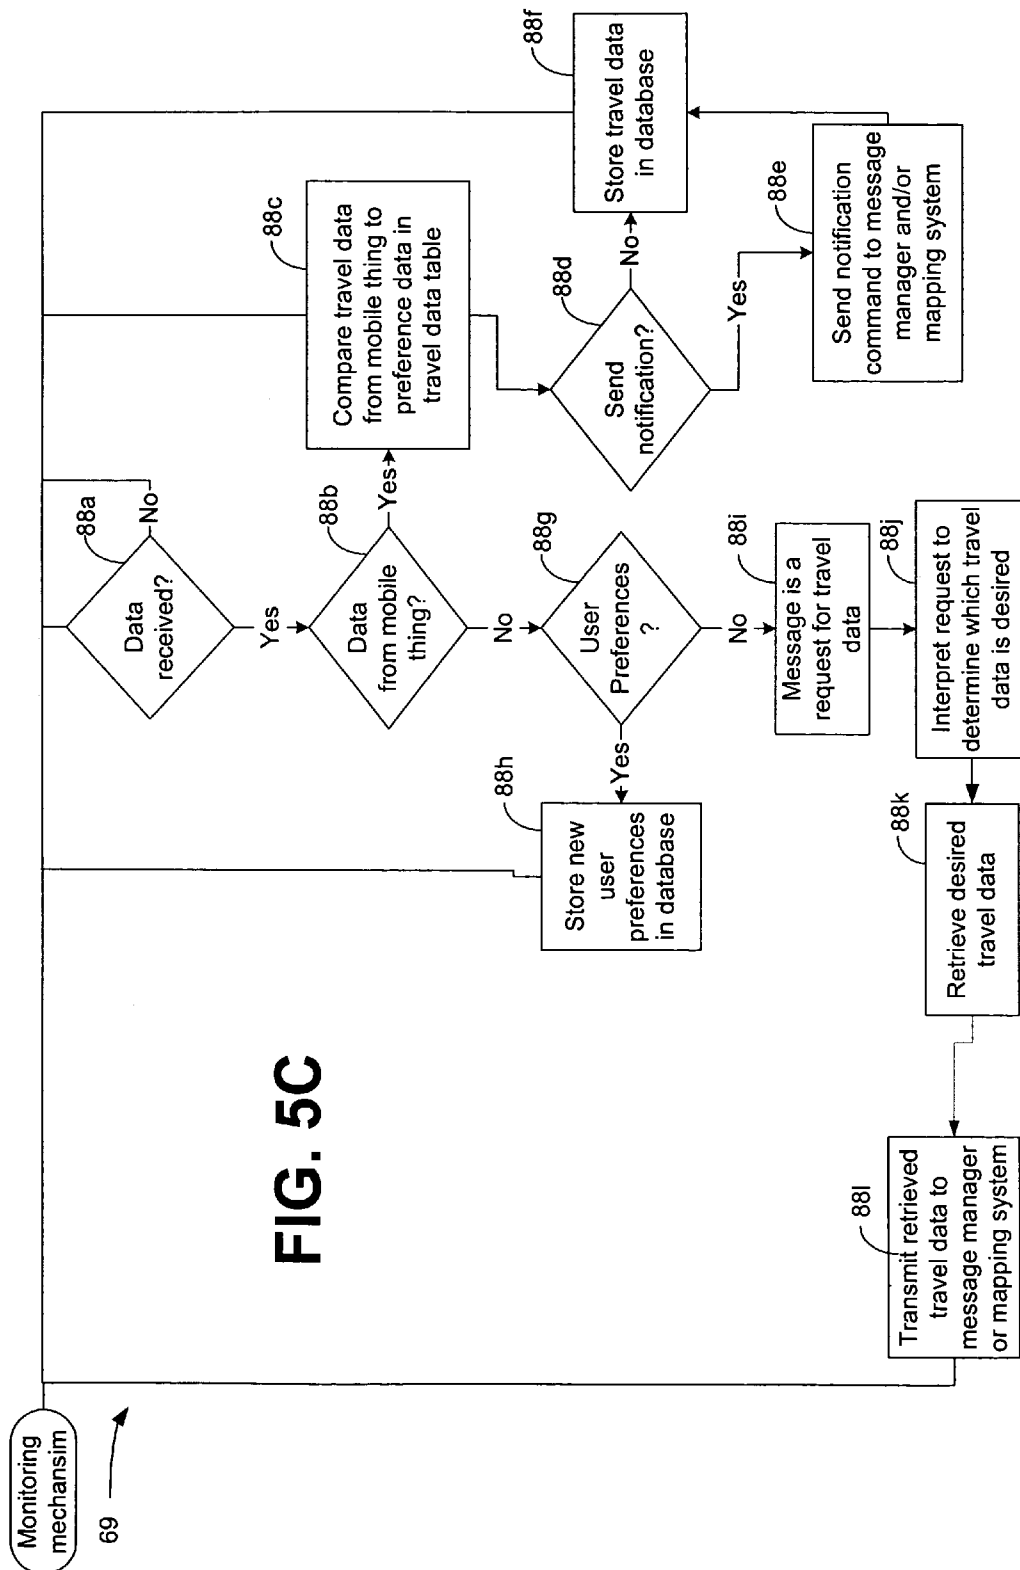 Monitoring
mechansim
69
88a
Data
received?
No
Yes
88b
Data
from mobile
thing?
Yes
No
88c
Compare travel data
from mobile thing to
preference data in
travel data table
88d
Send
notification?
No
Yes
88e
Send notification
command to message
manager and/or
mapping system
88f
Store travel data
in database
88g
User
Preferences
?
Yes
No
88h
Store new
user
preferences
in database
88i
Message is a
request for travel
data
88j
Interpret request to
determine which travel
data is desired
88k
Retrieve desired
travel data
88l
Transmit retrieved
travel data to
message manager
or mapping system
FIG. 5C